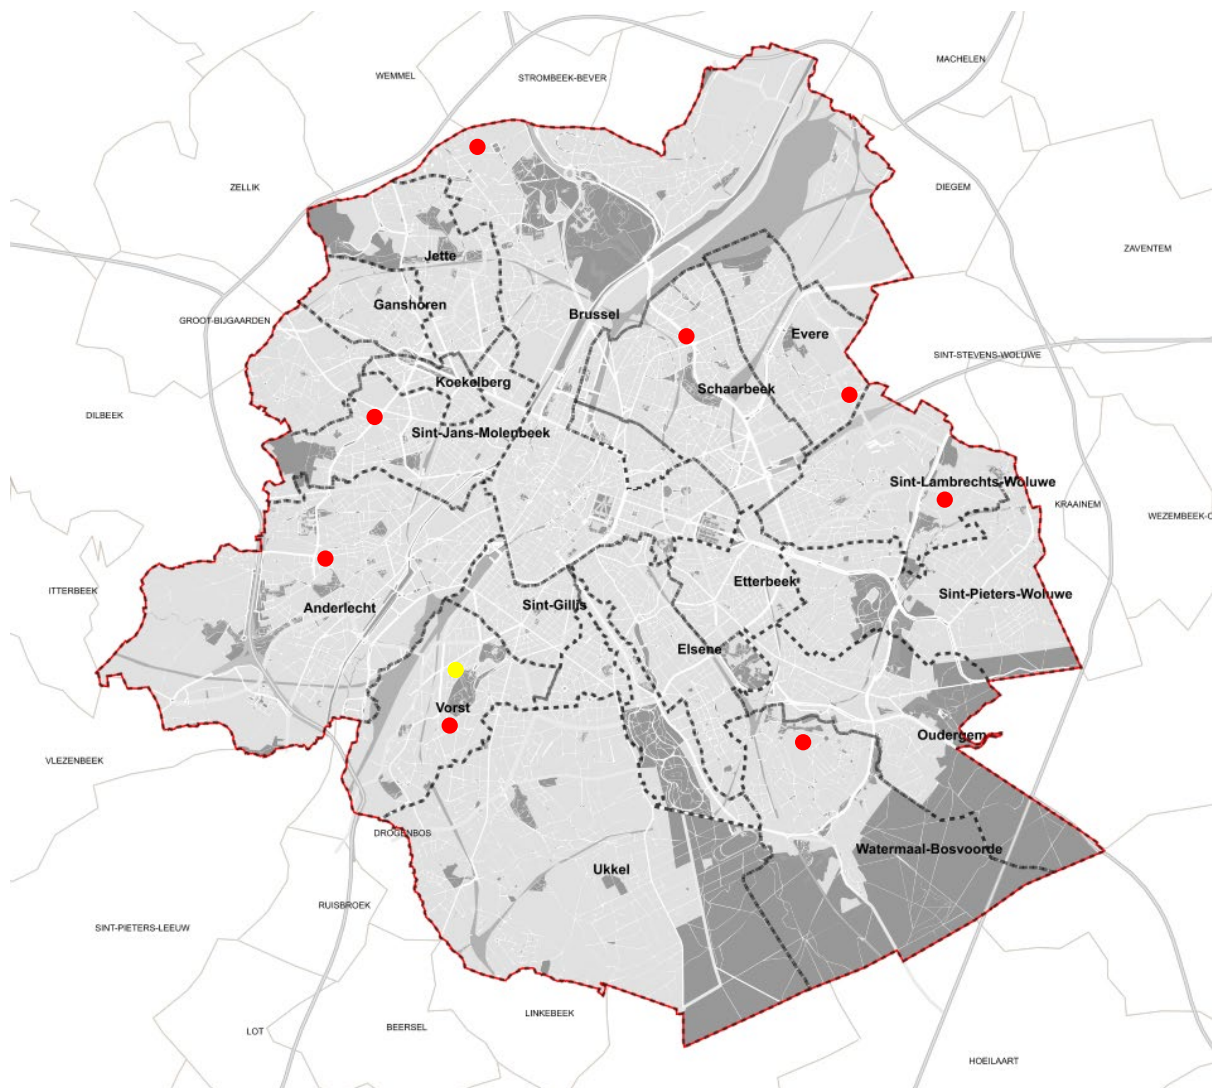 MACHELEN
WEMMEL
STROMBEEK-BEVER
ZELLIK
DIEGEM
ZAVENTEM
Jette
Ganshoren
Brussel
GROOT-BIJGAARDEN
Evere
SINT-STEVENS-WOLUWE
Koekelberg
Schaarbeek
DILBEEK
Sint-Jans-Molenbeek
Sint-Lambrechts-Woluwe
KRAAINEM
WEZEMBEEK-O
Etterbeek
ITTERBEEK
Sint-Pieters-Woluwe
Anderlecht
Sint-Gillis
Elsene
Vorst
Oudergem
VLEZENBEEK
DROGENBOS
Watermaal-Bosvoorde
Ukkel
RUISBROEK
SINT-PIETERS-LEEUW
LINKEBEEK
BEERSEL
LOT
HOEILAART